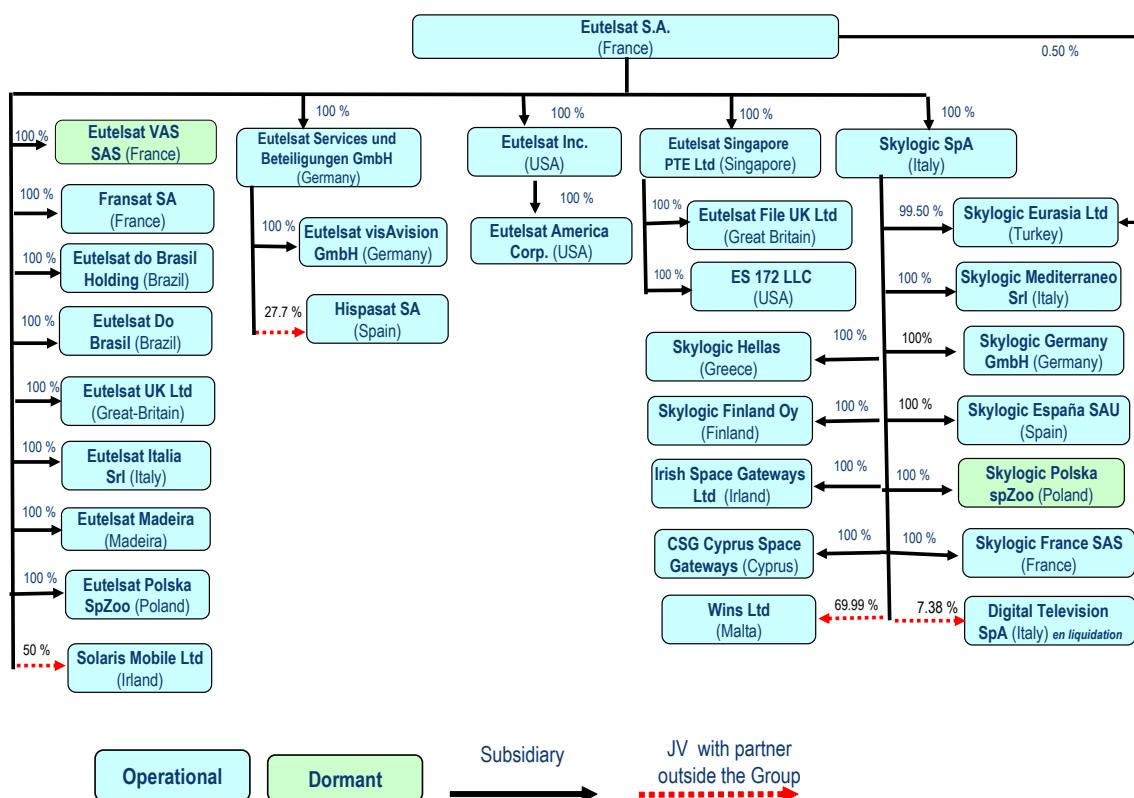 Eutelsat S.A.
(France)
0.50 %
100 %
100 %
100 %
100 %
100%
Eutelsat VAS
SAS (France)
Eutelsat Services und
Beteiligungen GmbH
(Germany)
Eutelsat Inc.
(USA)
Eutelsat Singapore
PTE Ltd (Singapore)
Skylogic SpA
(Italy)
100 %
Fransat SA
(France)
100 %
Eutelsat do Brasil
Holding (Brazil)
100 %
Eutelsat Do
Brasil (Brazil)
100 %
Eutelsat UK Ltd
(Great-Britain)
100 %
Eutelsat Italia
Srl (Italy)
100 %
Eutelsat Madeira
(Madeira)
100 %
Eutelsat Polska
SpZoo (Poland)
50 %
Solaris Mobile Ltd
(Irland)
100 %
Eutelsat visAvision
GmbH (Germany)
27.7 %
Hispasat SA
(Spain)
100 %
Eutelsat America
Corp. (USA)
100 %
Eutelsat File UK Ltd
(Great Britain)
100 %
ES 172 LLC
(USA)
Skylogic Hellas
(Greece)
100 %
Skylogic Finland Oy
(Finland)
100 %
Irish Space Gateways
Ltd (Irland)
100 %
CSG Cyprus Space
Gateways (Cyprus)
100 %
Wins Ltd
(Malta)
69.99 %
99.50 %
Skylogic Eurasia Ltd
(Turkey)
100 %
Skylogic Mediterraneo
Srl (Italy)
100%
Skylogic Germany
GmbH (Germany)
100 %
Skylogic España SAU
(Spain)
100 %
Skylogic Polska
spZoo (Poland)
100 %
Skylogic France SAS
(France)
7.38 %
Digital Television
SpA (Italy) en liquidation
Operational
Dormant
Subsidiary
JV with partner
outside the Group